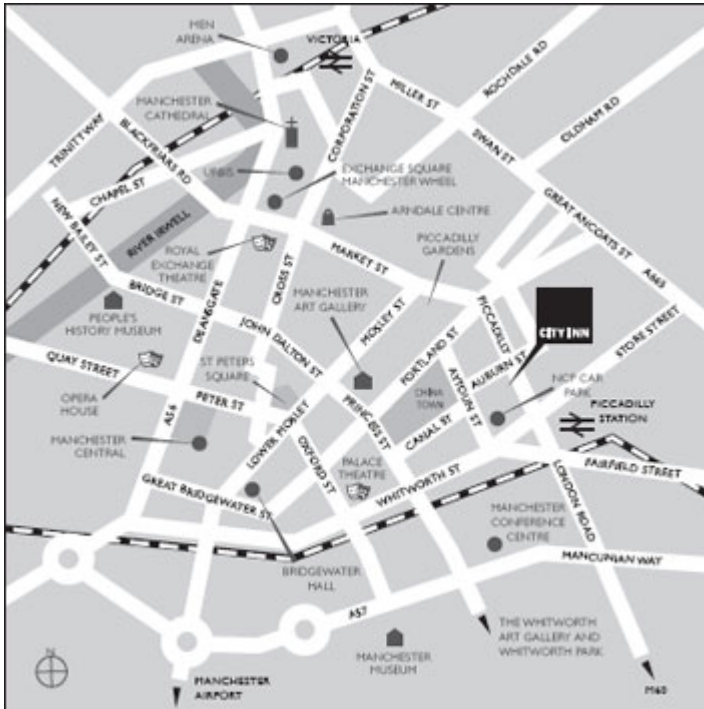 MEN
ARENA
VICTORIA
MANCHESTER
CATHEDRAL
TRINITY WAY
BLACKFRIARS RD
CORPORATION ST
MILLER ST
ROCHDALE RD
OLDHAM RD
SWAN ST
CHAPEL ST
URBIS
EXCHANGE SQUARE
MANCHESTER WHEEL
NEW BAILEY ST
RIVER IRWELL
ARNDALE CENTRE
GREAT ANCOATS ST
A665
ROYAL
EXCHANGE
THEATRE
CROSS ST
MARKET ST
PICCADILLY
GARDENS
BRIDGE ST
DEANSGATE
MANCHESTER
ART GALLERY
MOSLEY ST
PEOPLE'S
HISTORY MUSEUM
JOHN DALTON ST
PORTLAND ST
PICCADILLY
CITY INN
STORE STREET
QUAY STREET
OPERA
HOUSE
ST PETERS
SQUARE
PETER ST
PRINCESS ST
CHINA
TOWN
AYTOUN ST
AUBURN ST
NCP CAR
PARK
PICCADILLY
STATION
A56
MANCHESTER
CENTRAL
LOWER MOSLEY
OXFORD ST
CANAL ST
PALACE
THEATRE
WHITWORTH ST
FAIRFIELD STREET
GREAT BRIDGEWATER ST
LONDON ROAD
MANCHESTER
CONFERENCE
CENTRE
BRIDGEWATER
HALL
MANCUNIAN WAY
A57
THE WHITWORTH
ART GALLERY AND
WHITWORTH PARK
MANCHESTER
MUSEUM
N
MANCHESTER
AIRPORT
M60